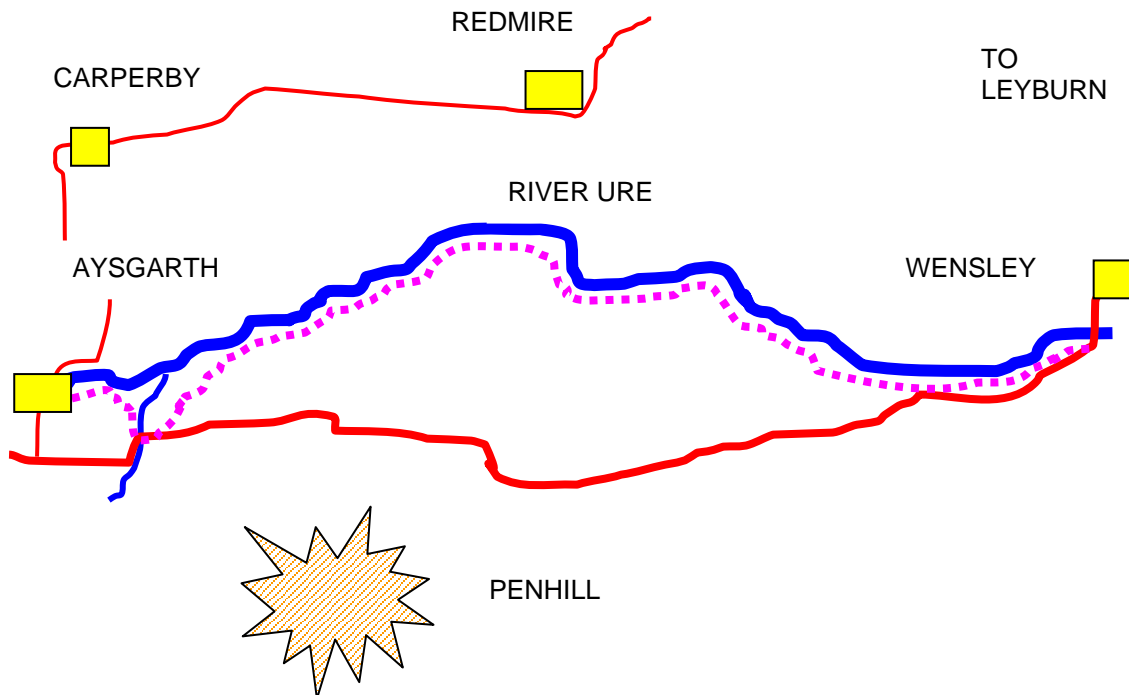 REDMIRE
TO
LEYBURN
CARPERBY
RIVER URE
AYSGARTH
WENSLEY
PENHILL